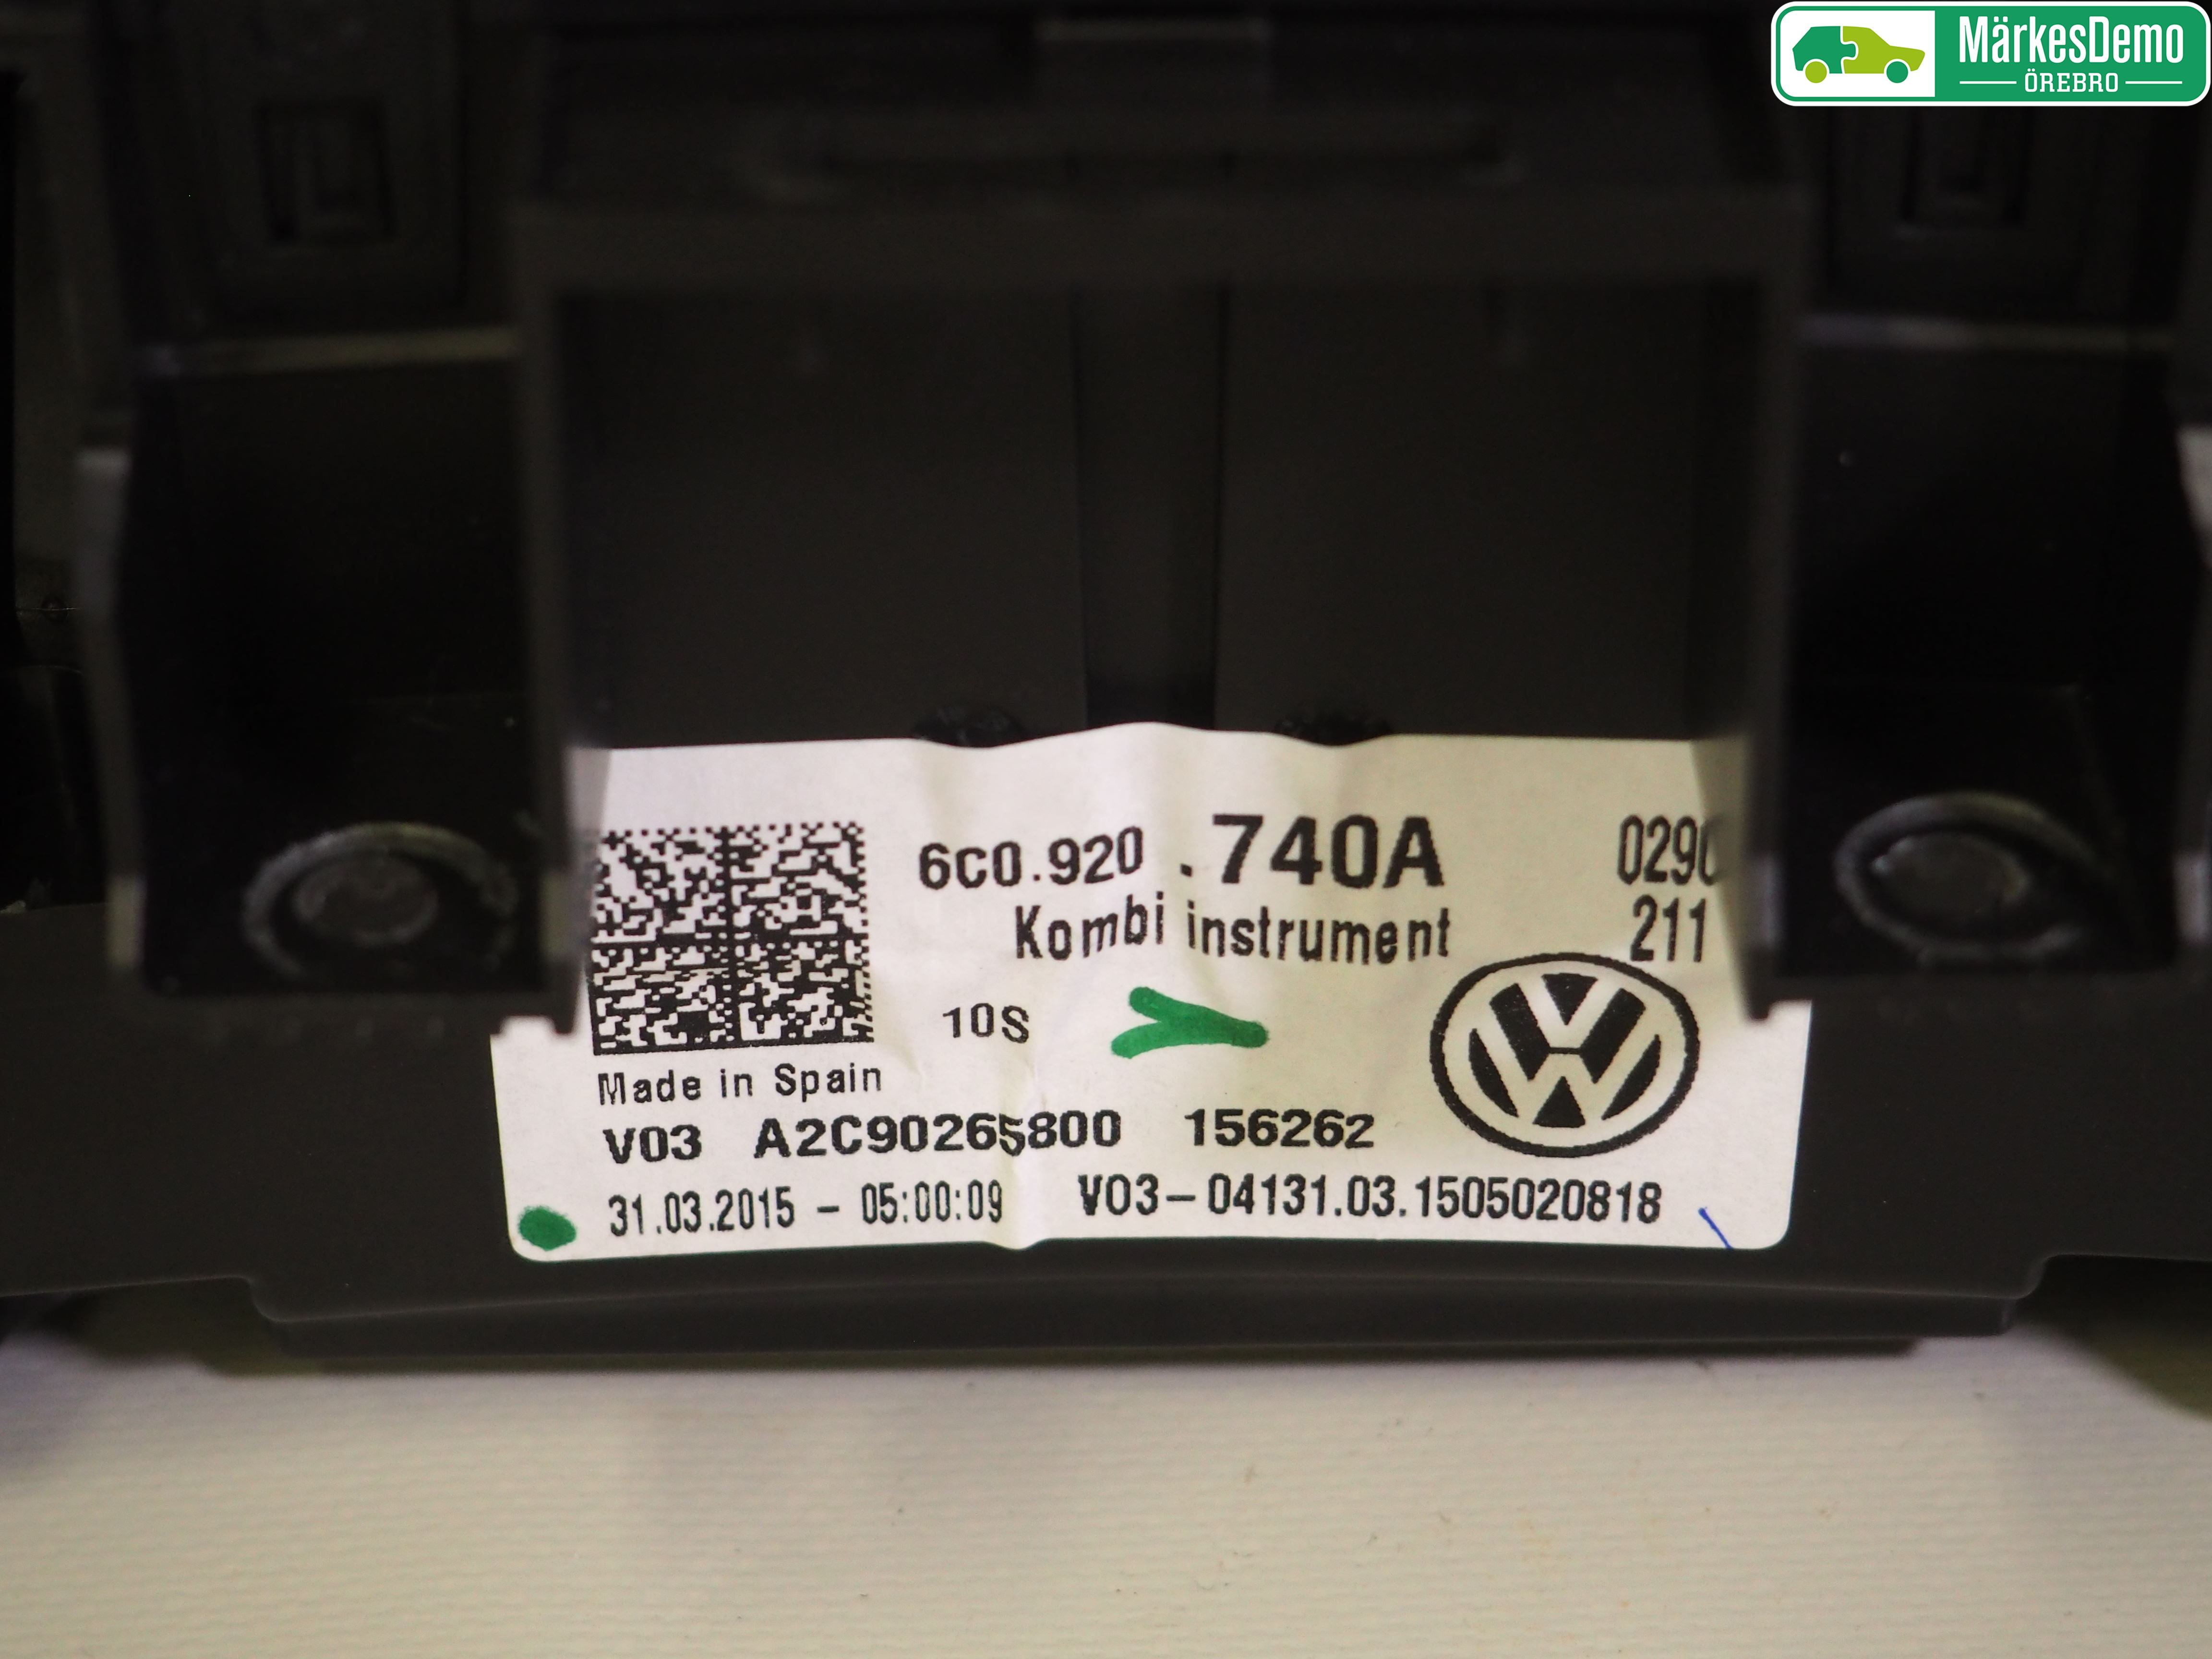 MärkesDemo
ÖREBRO
6C0.920 .740A
Kombi instrument
211
10S
Made in Spain
V03 A2C90265800 156262
31.03.2015 - 05:00:09 V03-04131.03.1505020818